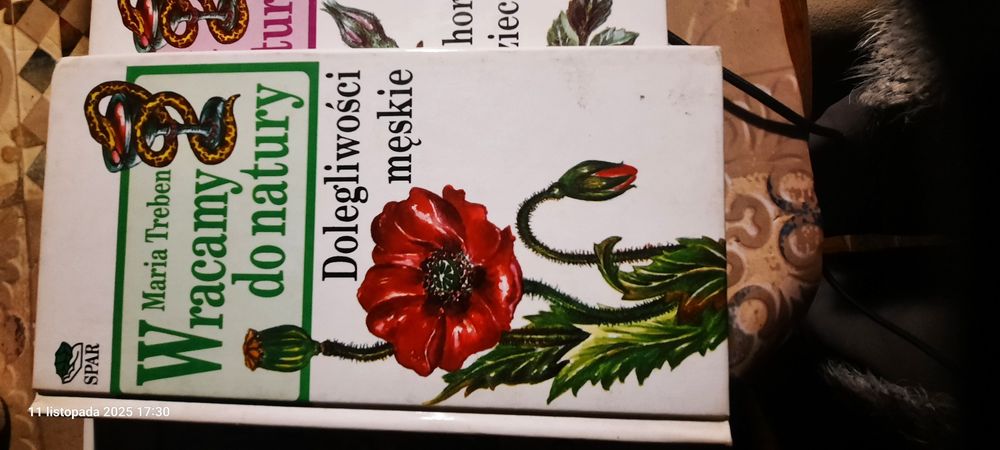 Maria Treben
Wracamy
do natury
Dolegliwości
męskie
SPAR
11 listopada 2025 17:30